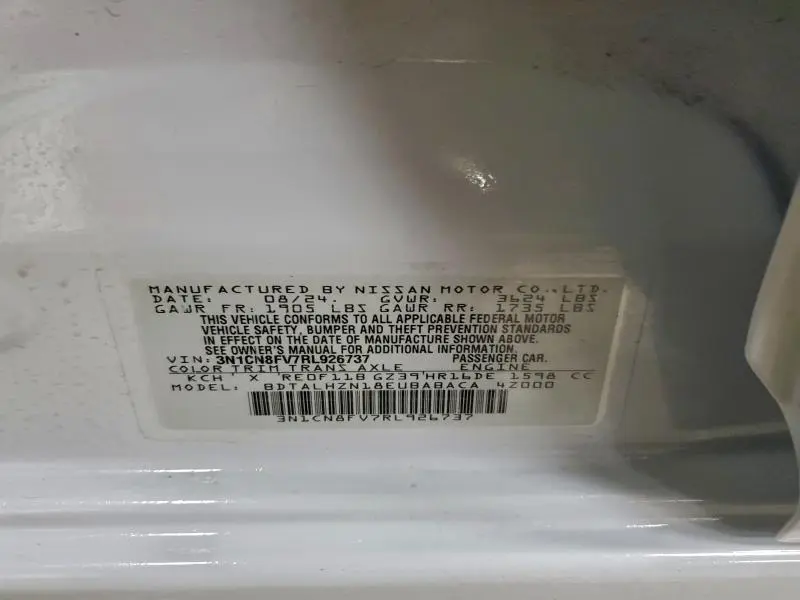 MANUFACTURED BY NISSAN MOTOR CO.,LTD.
DATE: 08/24. GVWR: 3624 LBS
GAWR FR: 1905 LBS GAWR RR: 1735 LBS
THIS VEHICLE CONFORMS TO ALL APPLICABLE FEDERAL MOTOR
VEHICLE SAFETY, BUMPER AND THEFT PREVENTION STANDARDS
IN EFFECT ON THE DATE OF MANUFACTURE SHOWN ABOVE.
SEE OWNER'S MANUAL FOR ADDITIONAL INFORMATION.
VIN: 3N1CN8FV7RL926737 PASSENGER CAR.
COLOR TRIM TRANS AXLE ENGINE
KCH X RE0F11B GZ39 HR16DE 1598 CC
MODEL: BDTALHZN18EUBABACA 4Z000
3N1CN8FV7RL926737